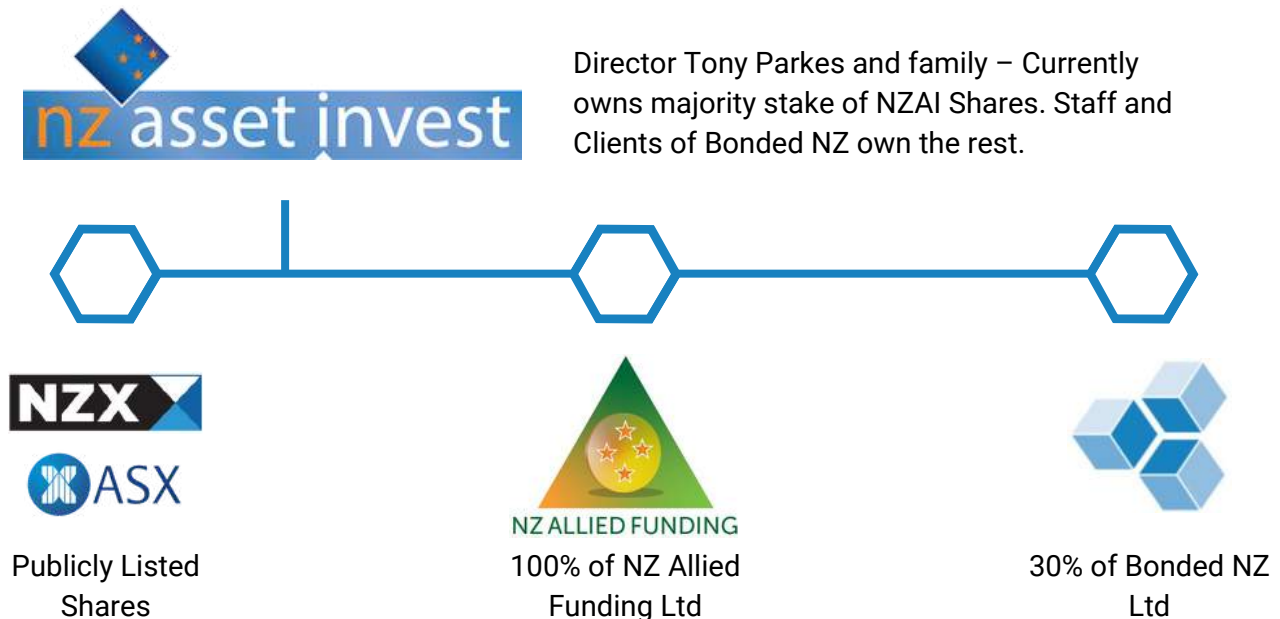 nz asset invest
Director Tony Parkes and family – Currently
owns majority stake of NZAI Shares. Staff and
Clients of Bonded NZ own the rest.
NZX
ASX
Publicly Listed
Shares
NZ ALLIED FUNDING
100% of NZ Allied
Funding Ltd
30% of Bonded NZ
Ltd